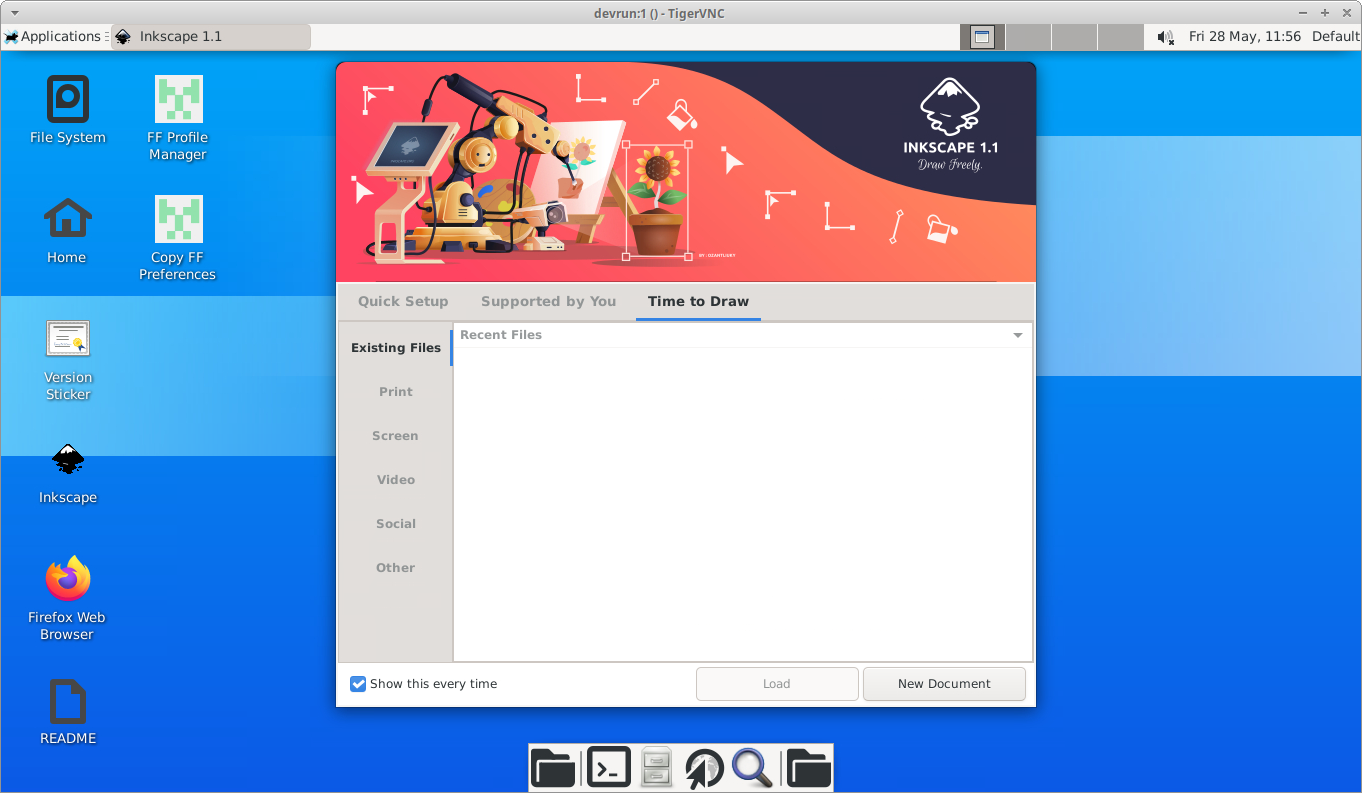 devrun:1 () - TigerVNC
Applications
Inkscape 1.1
Fri 28 May, 11:56
Default
File System
FF Profile
Manager
Home
Copy FF
Preferences
Version
Sticker
Inkscape
Firefox Web
Browser
README
INKSCAPE 1.1
Draw Freely.
Quick Setup
Supported by You
Time to Draw
Existing Files
Print
Screen
Video
Social
Other
Recent Files
Show this every time
Load
New Document